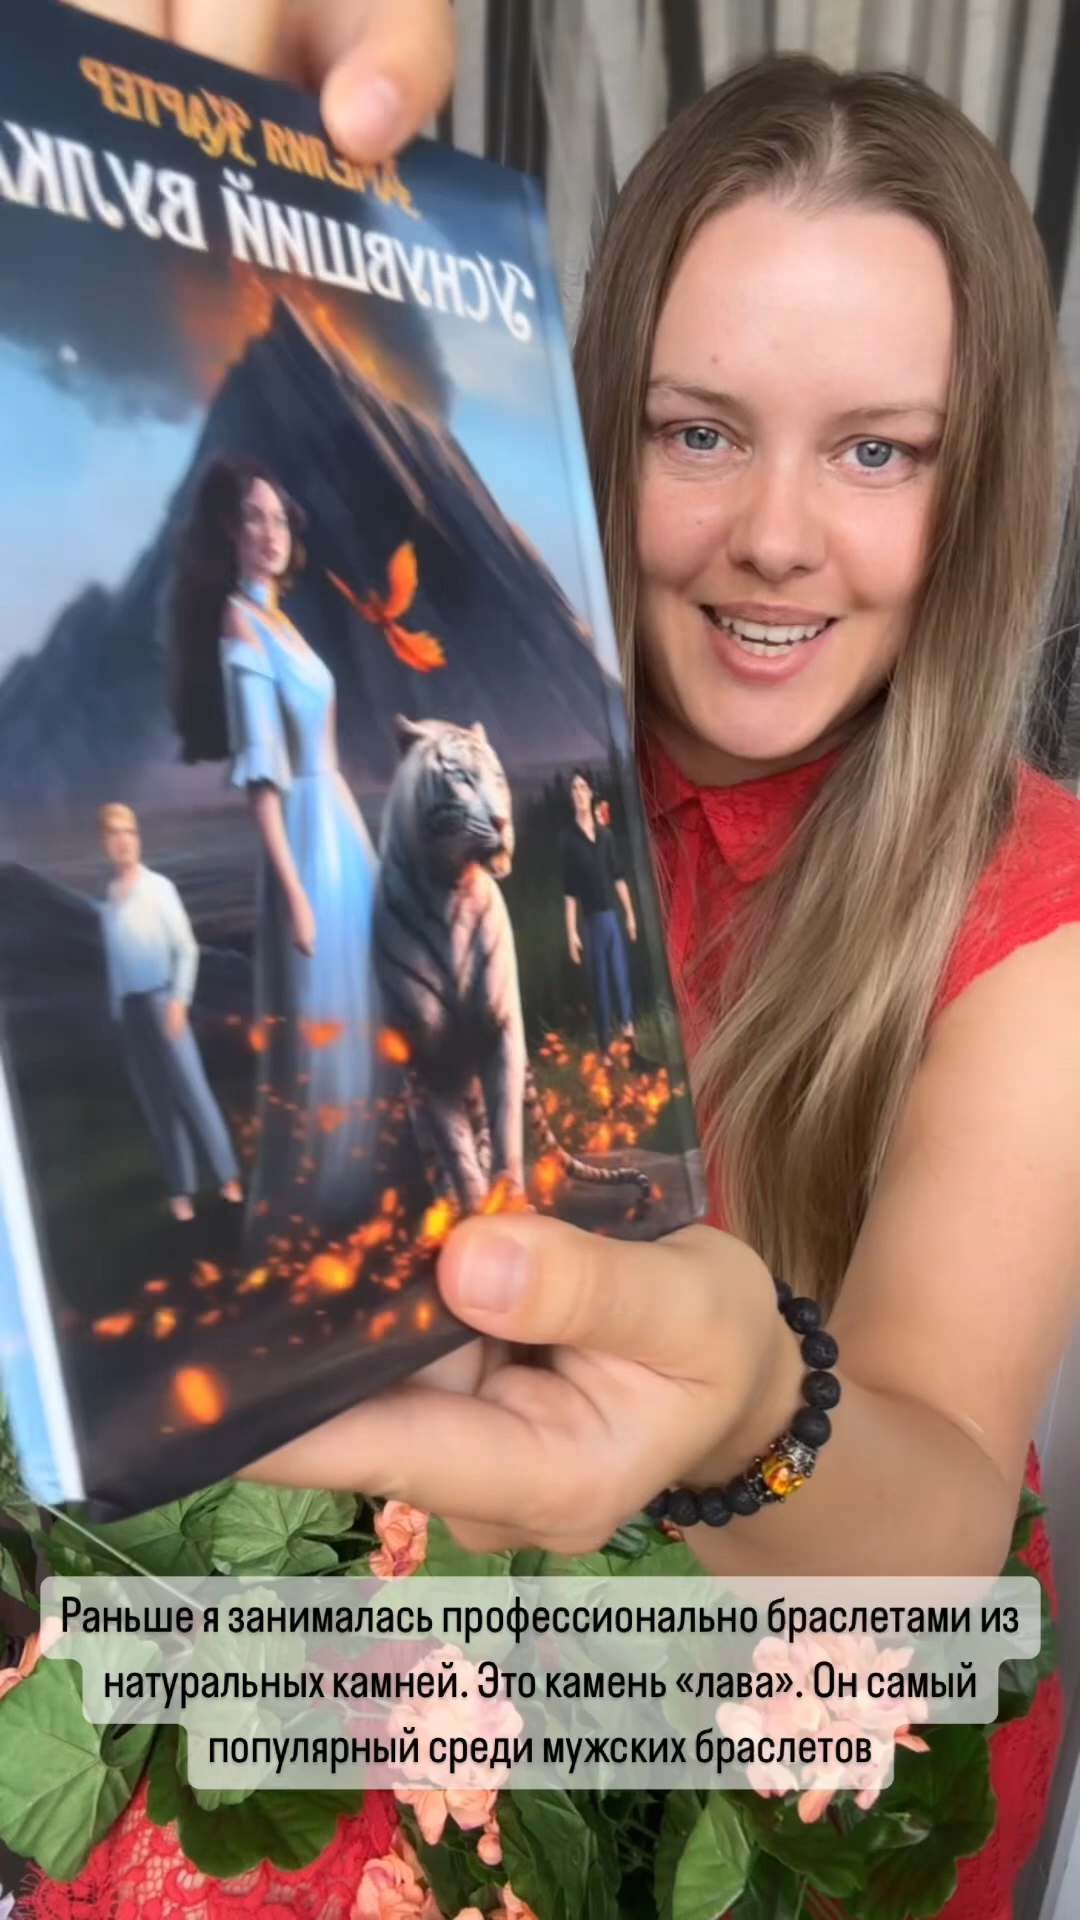 Амелия Картер
Уснувший
Раньше я занималась профессионально браслетами из
натуральных камней. Это камень «лава». Он самый
популярный среди мужских браслетов